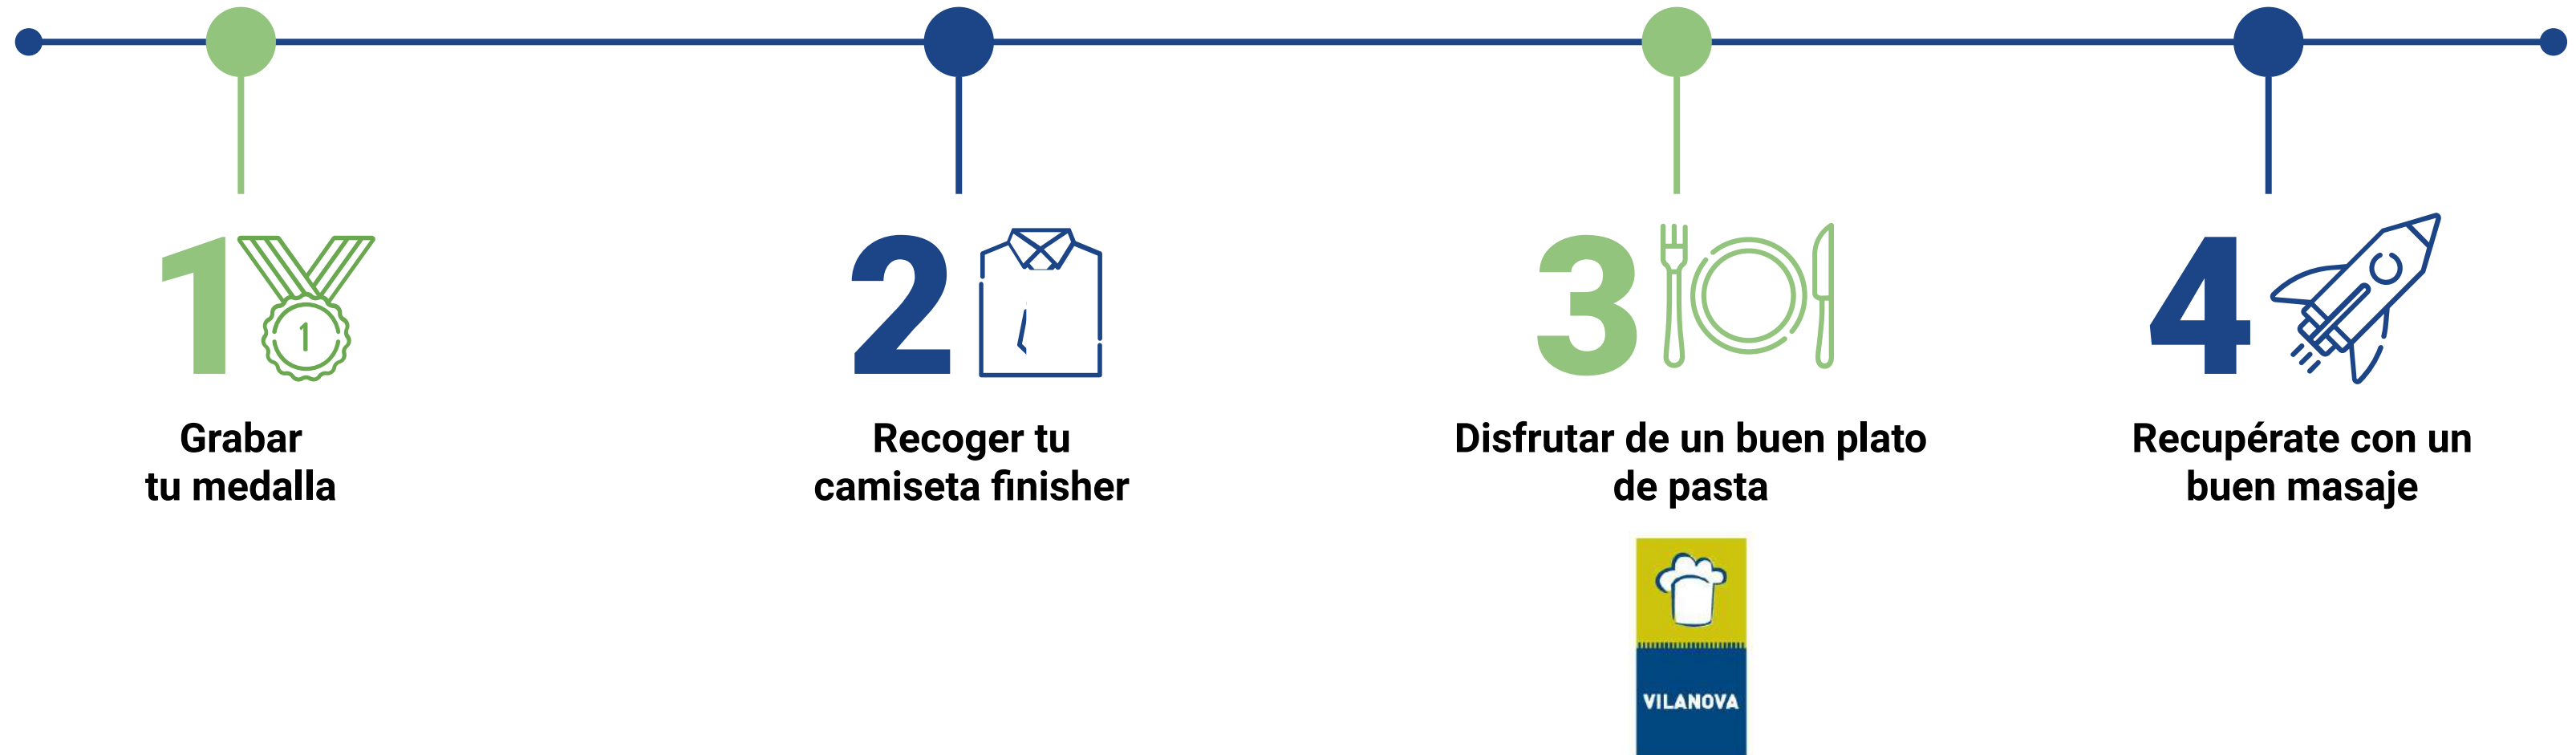 1
1
Grabar
tu medalla
2
Recoger tu
camiseta finisher
3
Disfrutar de un buen plato
de pasta
VILANOVA
4
Recupérate con un
buen masaje